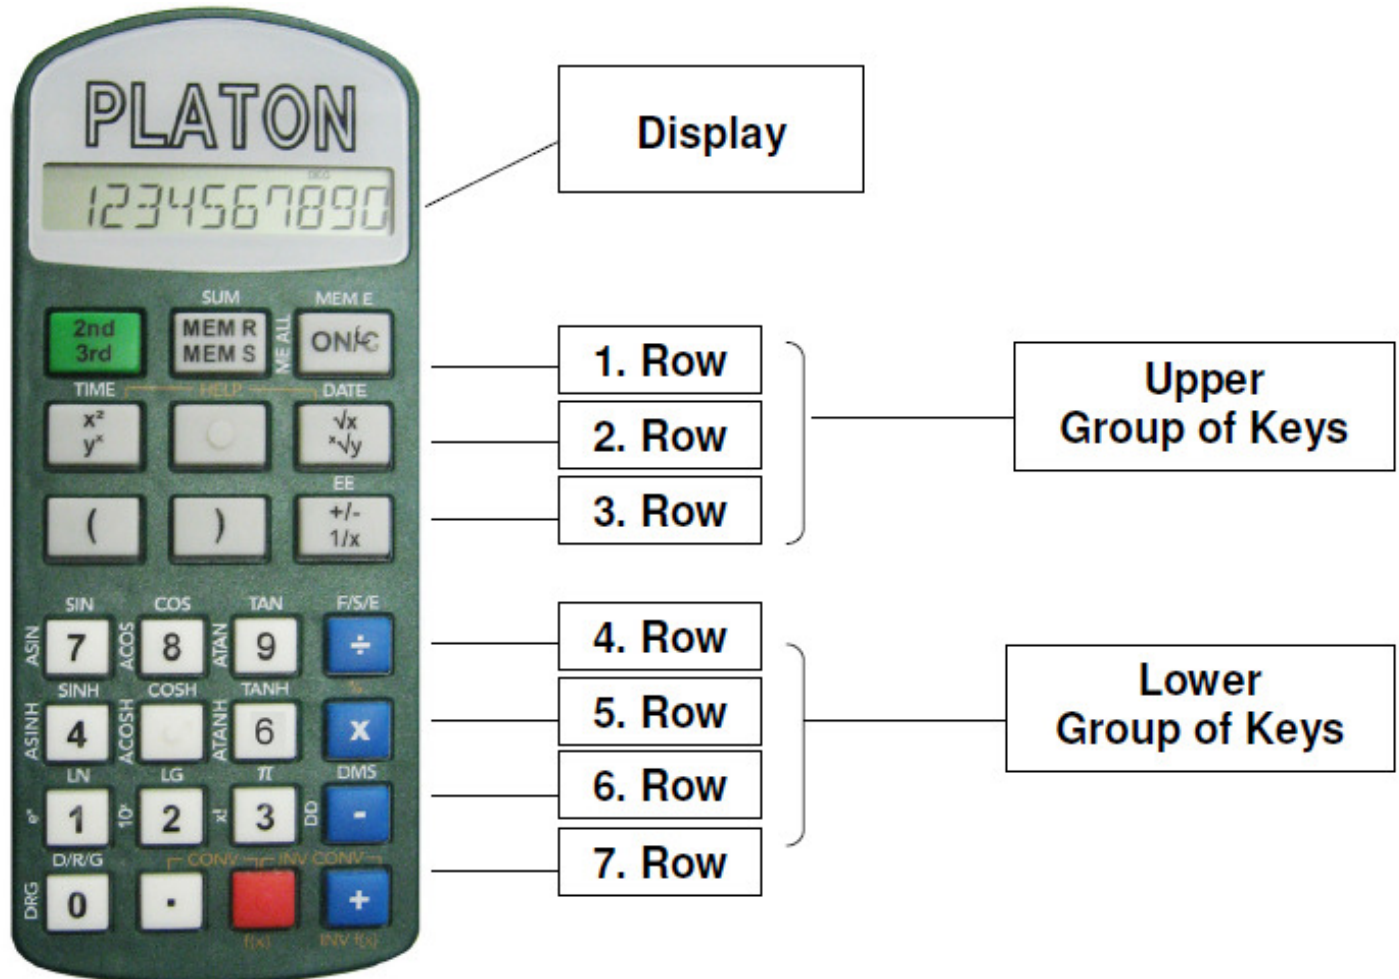 PLATON
DEG
1234567890
Display
SUM
MEM E
2nd
3rd
MEM R
MEM S
ME ALL
ON/C
1. Row
TIME
HELP
DATE
x²
yˣ
√x
ˣ√y
2. Row
Upper
Group of Keys
EE
(
)
+/-
1/x
3. Row
SIN
COS
TAN
F/S/E
ASIN
7
ACOS
8
ATAN
9
÷
4. Row
SINH
COSH
TANH
%
ASINH
4
ACOSH
ATANH
6
x
5. Row
Lower
Group of Keys
LN
LG
π
DMS
eˣ
1
10ˣ
2
x!
3
DD
-
6. Row
D/R/G
CONV
INV CONV
DRG
0
.
+
7. Row
f(x)
INV f(x)